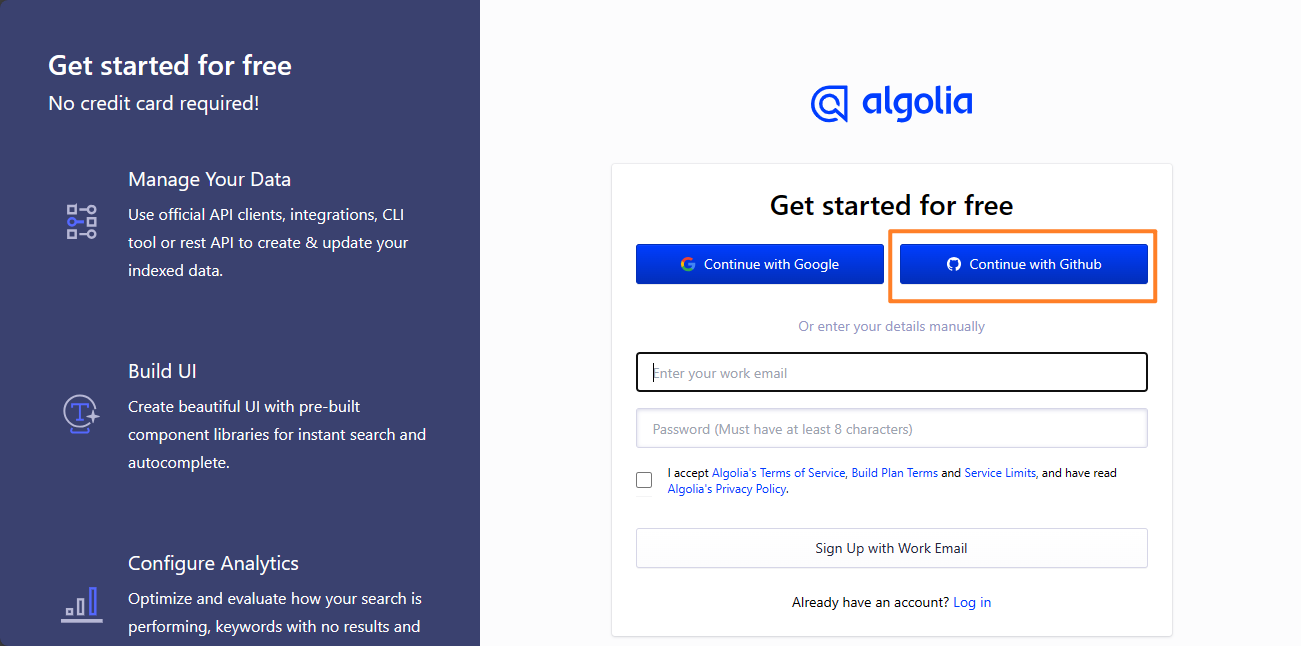 Get started for free
No credit card required!
Manage Your Data
Use official API clients, integrations, CLI
tool or rest API to create & update your
indexed data.
Build UI
Create beautiful UI with pre-built
component libraries for instant search and
autocomplete.
Configure Analytics
Optimize and evaluate how your search is
performing, keywords with no results and
algolia
Get started for free
Continue with Google
Continue with Github
Or enter your details manually
Enter your work email
Password (Must have at least 8 characters)
I accept Algolia's Terms of Service, Build Plan Terms and Service Limits, and have read
Algolia's Privacy Policy.
Sign Up with Work Email
Already have an account? Log in